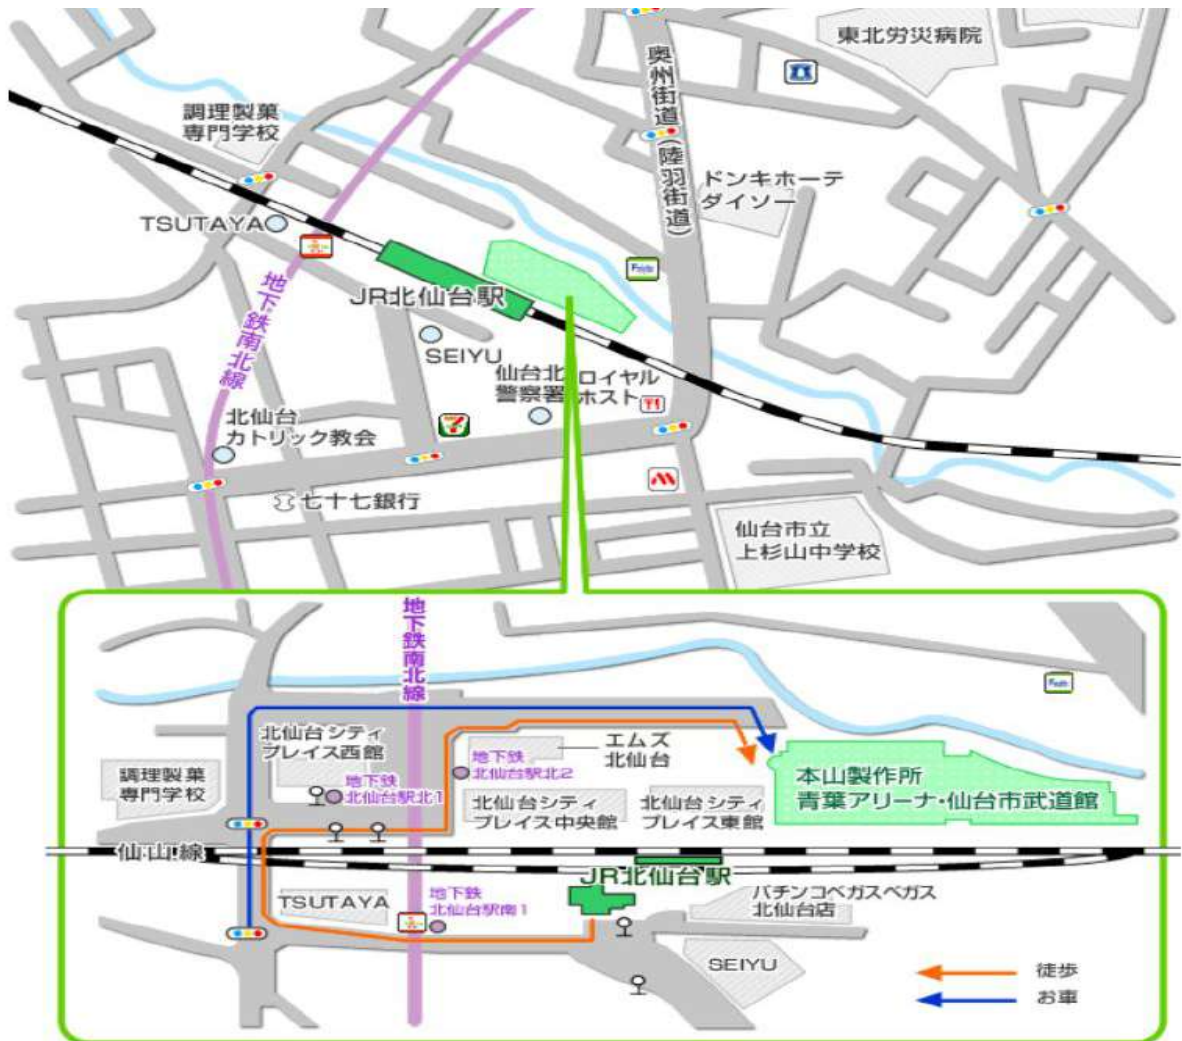 東北労災病院
奥州街道(陸羽街道)
調理製菓
専門学校
ドンキホーテ
ダイソー
TSUTAYA
地下鉄南北線
JR北仙台駅
SEIYU
仙台北
警察署
ロイヤル
ホスト
北仙台
カトリック教会
七十七銀行
仙台市立
上杉山中学校
地下鉄南北線
北仙台シティ
プレイス西館
エムズ
北仙台
地下鉄
北仙台駅北2
調理製菓
専門学校
地下鉄
北仙台駅北1
北仙台シティ
プレイス中央館
北仙台シティ
プレイス東館
本山製作所
青葉アリーナ・仙台市武道館
仙山線
JR北仙台駅
TSUTAYA
地下鉄
北仙台駅南1
パチンコベガスベガス
北仙台店
SEIYU
徒歩
お車